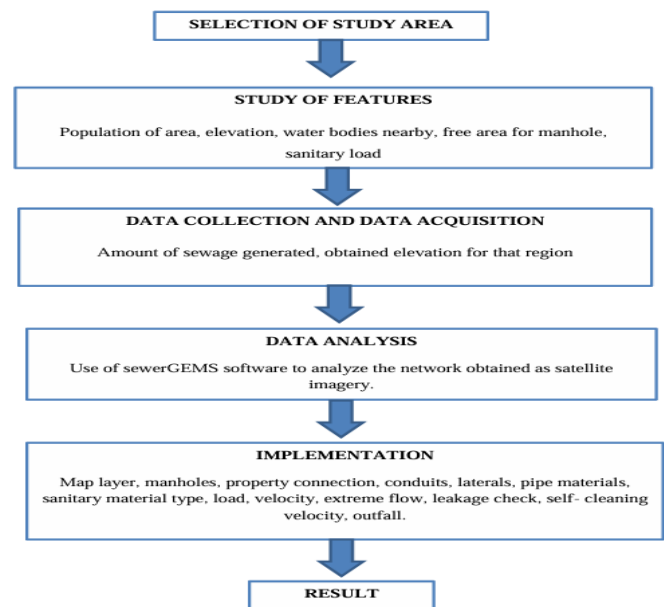 SELECTION OF STUDY AREA
STUDY OF FEATURES
Population of area, elevation, water bodies nearby, free area for manhole,
sanitary load
DATA COLLECTION AND DATA ACQUISITION
Amount of sewage generated, obtained elevation for that region
DATA ANALYSIS
Use of sewerGEMS software to analyze the network obtained as satellite
imagery.
IMPLEMENTATION
Map layer, manholes, property connection, conduits, laterals, pipe materials,
sanitary material type, load, velocity, extreme flow, leakage check, self- cleaning
velocity, outfall.
RESULT